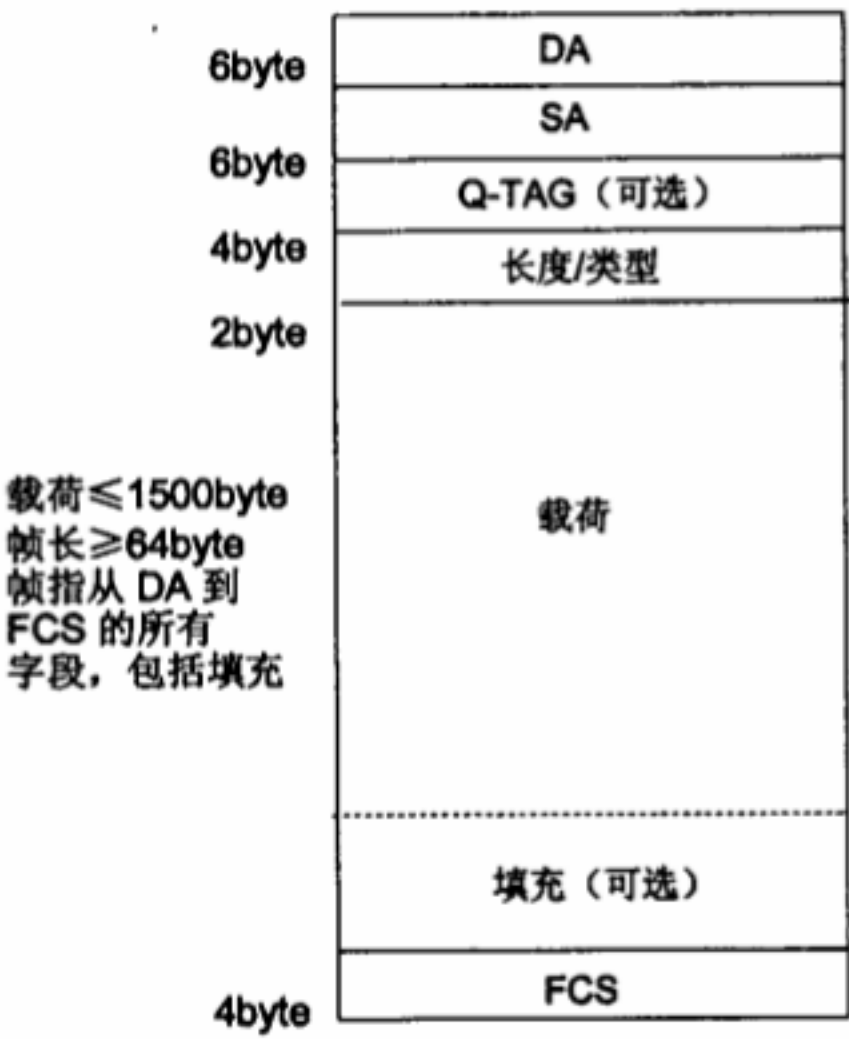 DA
6byte
SA
6byte
Q-TAG（可选）
4byte
长度/类型
2byte
载荷≤1500byte
帧长≥64byte
帧指从 DA 到
FCS 的所有
字段，包括填充
载荷
填充（可选）
FCS
4byte